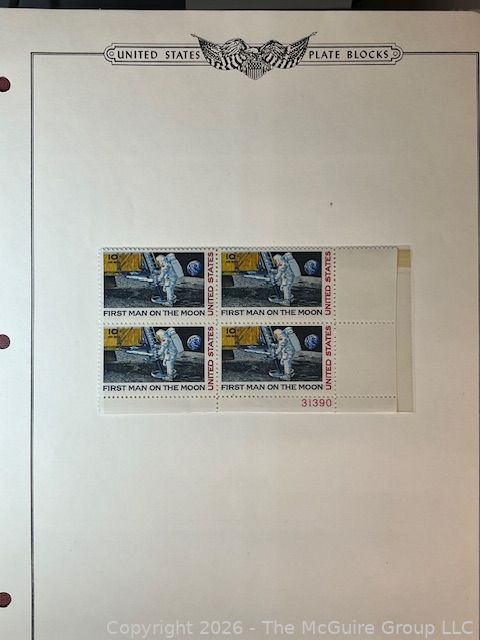 UNITED STATES PLATE BLOCKS
10¢ 10¢
FIRST MAN ON THE MOON UNITED STATES FIRST MAN ON THE MOON UNITED STATES
10¢ 10¢
FIRST MAN ON THE MOON UNITED STATES FIRST MAN ON THE MOON UNITED STATES
31390
Copyright 2026 - The McGuire Group LLC